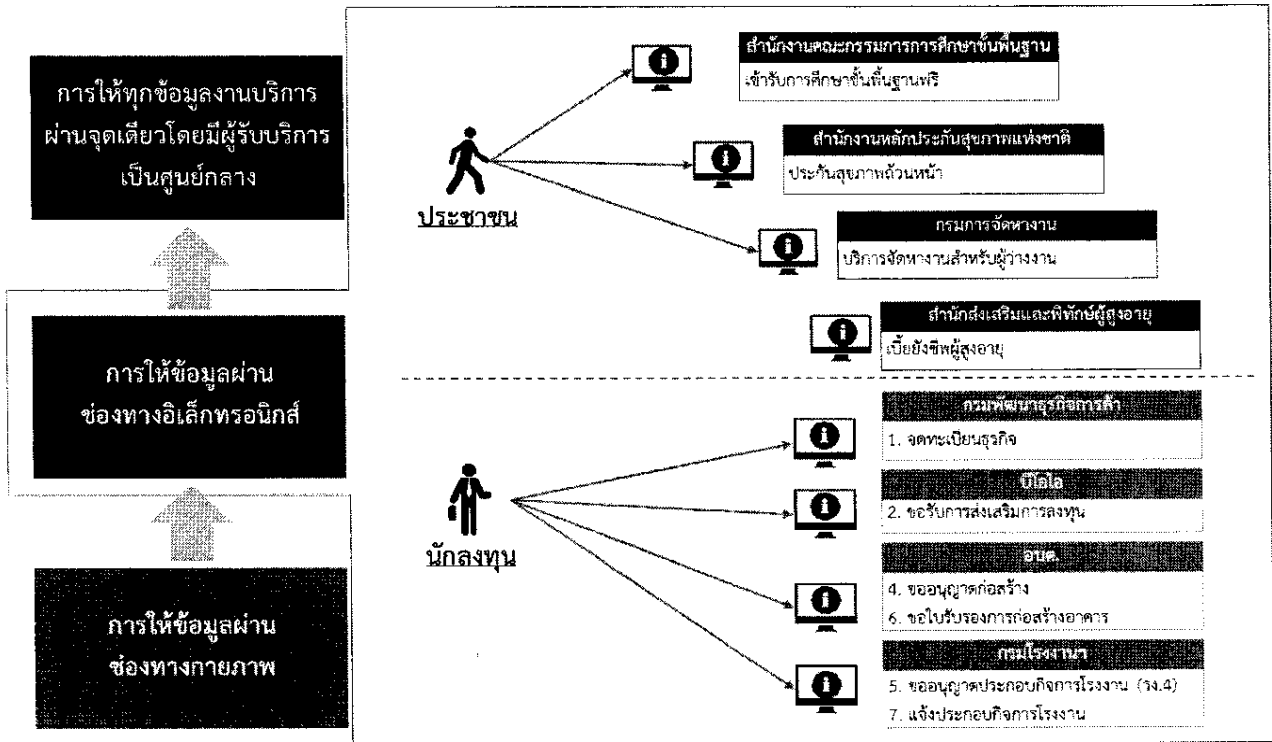 การให้ทุกข้อมูลงานบริการ
ผ่านจุดเดียวโดยมีผู้รับบริการ
เป็นศูนย์กลาง
การให้ข้อมูลผ่าน
ช่องทางอิเล็กทรอนิกส์
การให้ข้อมูลผ่าน
ช่องทางกายภาพ
ประชาชน
สำนักงานคณะกรรมการการศึกษาขั้นพื้นฐาน
เข้ารับการศึกษาขั้นพื้นฐานฟรี
สำนักงานหลักประกันสุขภาพแห่งชาติ
ประกันสุขภาพถ้วนหน้า
กรมการจัดหางาน
บริการจัดหางานสำหรับผู้ว่างงาน
สำนักส่งเสริมและพิทักษ์ผู้สูงอายุ
เบี้ยยังชีพผู้สูงอายุ
นักลงทุน
กรมพัฒนาธุรกิจการค้า
1. จดทะเบียนธุรกิจ
บีโอไอ
2. ขอรับการส่งเสริมการลงทุน
อบต.
4. ขออนุญาตก่อสร้าง
6. ขอใบรับรองการก่อสร้างอาคาร
กรมโรงงานฯ
5. ขออนุญาตประกอบกิจการโรงงาน (รง.4)
7. แจ้งประกอบกิจการโรงงาน